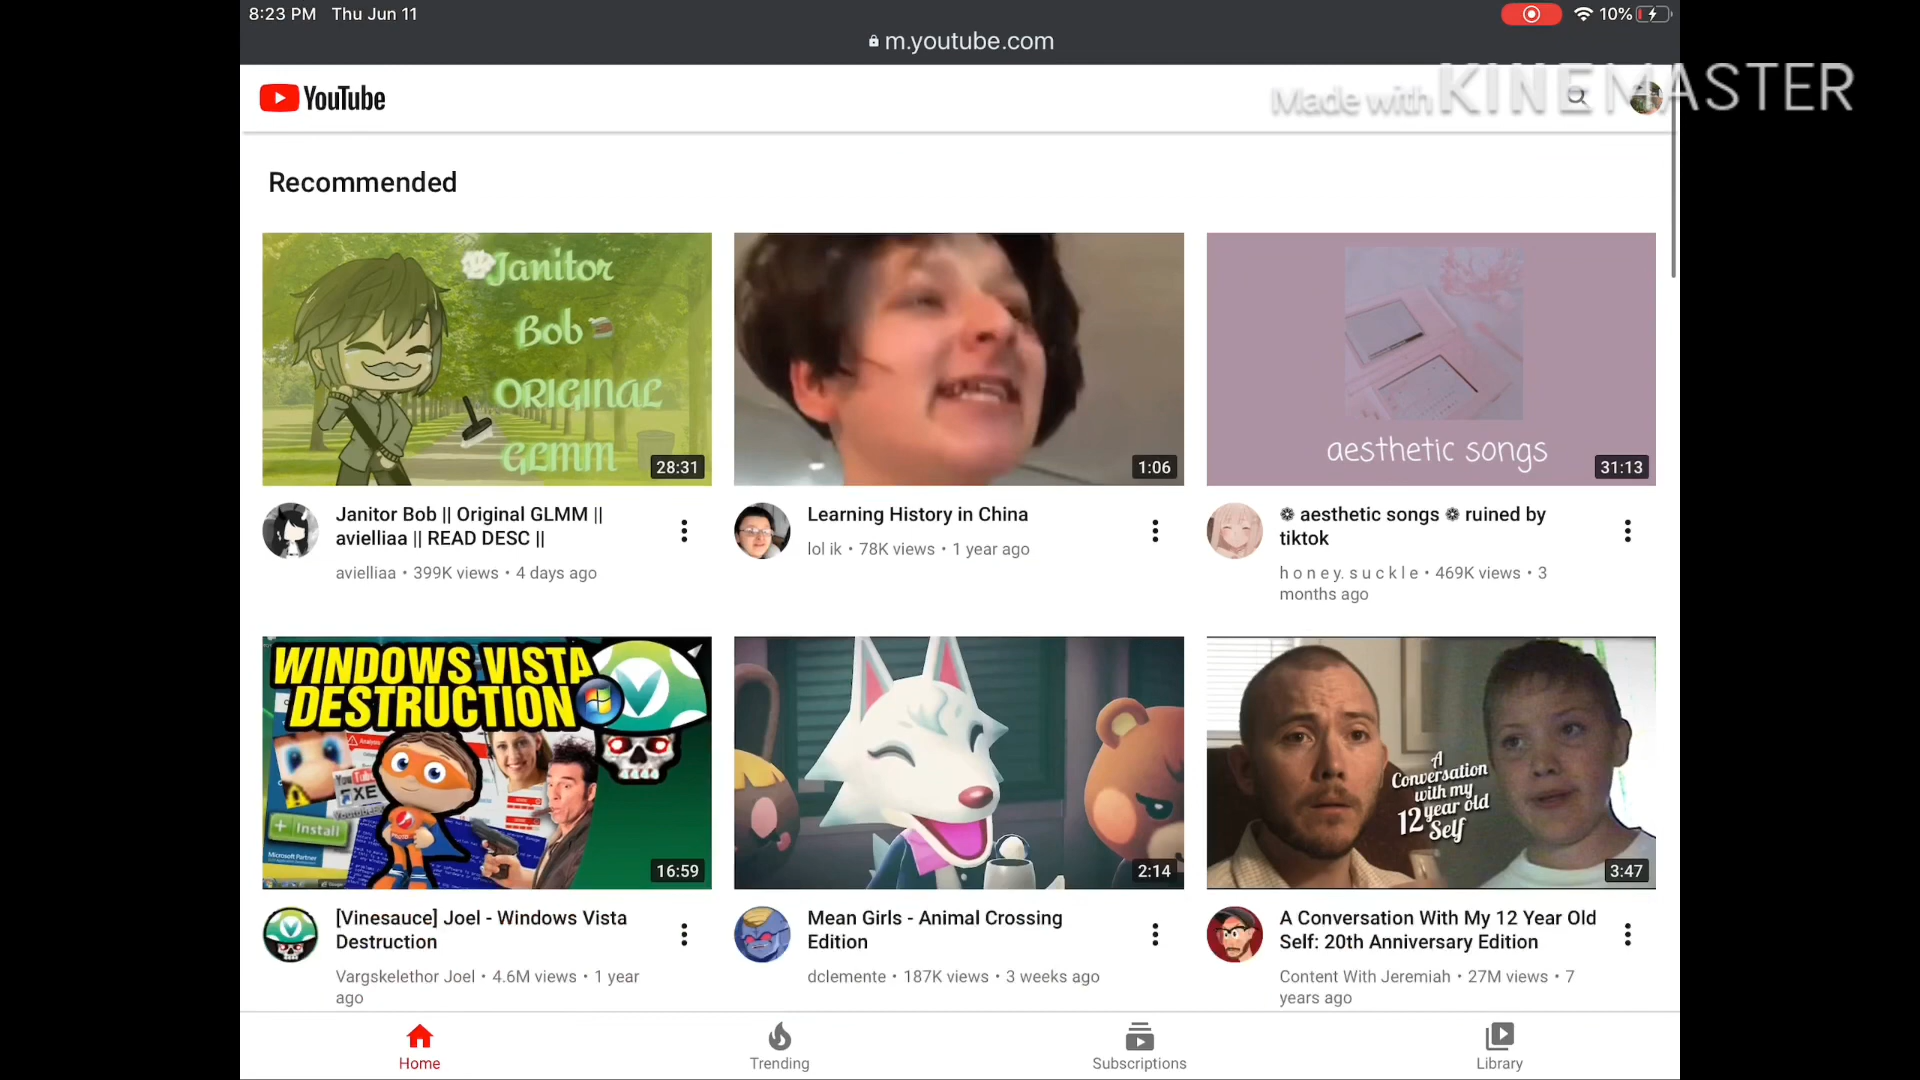 8:23 PM Thu Jun 11
10%
m.youtube.com
YouTube
Made with KINEMASTER
Recommended
Janitor
Bob
ORIGINAL
GLMM
28:31
1:06
aesthetic songs
31:13
Janitor Bob || Original GLMM ||
avielliaa || READ DESC ||
avielliaa • 399K views • 4 days ago
Learning History in China
lol ik • 78K views • 1 year ago
❁ aesthetic songs ❁ ruined by
tiktok
h o n e y. s u c k l e • 469K views • 3
months ago
WINDOWS VISTA
DESTRUCTION
EXE
+ Install
Microsoft Partner
16:59
2:14
A
Conversation
with my
12 year old
Self
3:47
[Vinesauce] Joel - Windows Vista
Destruction
Vargskelethor Joel • 4.6M views • 1 year
ago
Mean Girls - Animal Crossing
Edition
dclemente • 187K views • 3 weeks ago
A Conversation With My 12 Year Old
Self: 20th Anniversary Edition
Content With Jeremiah • 27M views • 7
years ago
Home
Trending
Subscriptions
Library